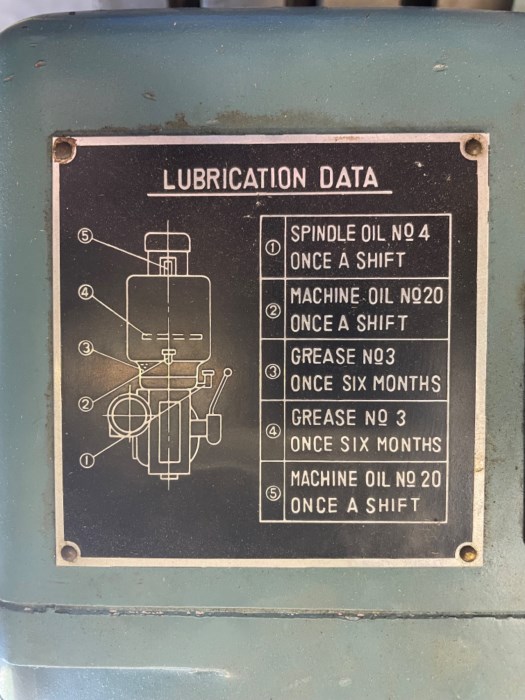 LUBRICATION DATA
① SPINDLE OIL Nº 4
ONCE A SHIFT
② MACHINE OIL Nº20
ONCE A SHIFT
③ GREASE Nº3
ONCE SIX MONTHS
④ GREASE Nº 3
ONCE SIX MONTHS
⑤ MACHINE OIL Nº 20
ONCE A SHIFT
⑤
④
③
②
①